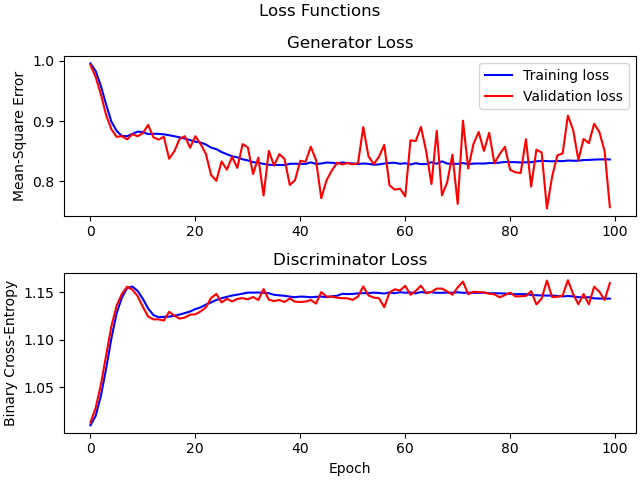 Loss Functions
Generator Loss
Mean-Square Error
1.0
0.9
0.8
Training loss
Validation loss
0 20 40 60 80 100
Discriminator Loss
Binary Cross-Entropy
1.15
1.10
1.05
0 20 40 60 80 100
Epoch